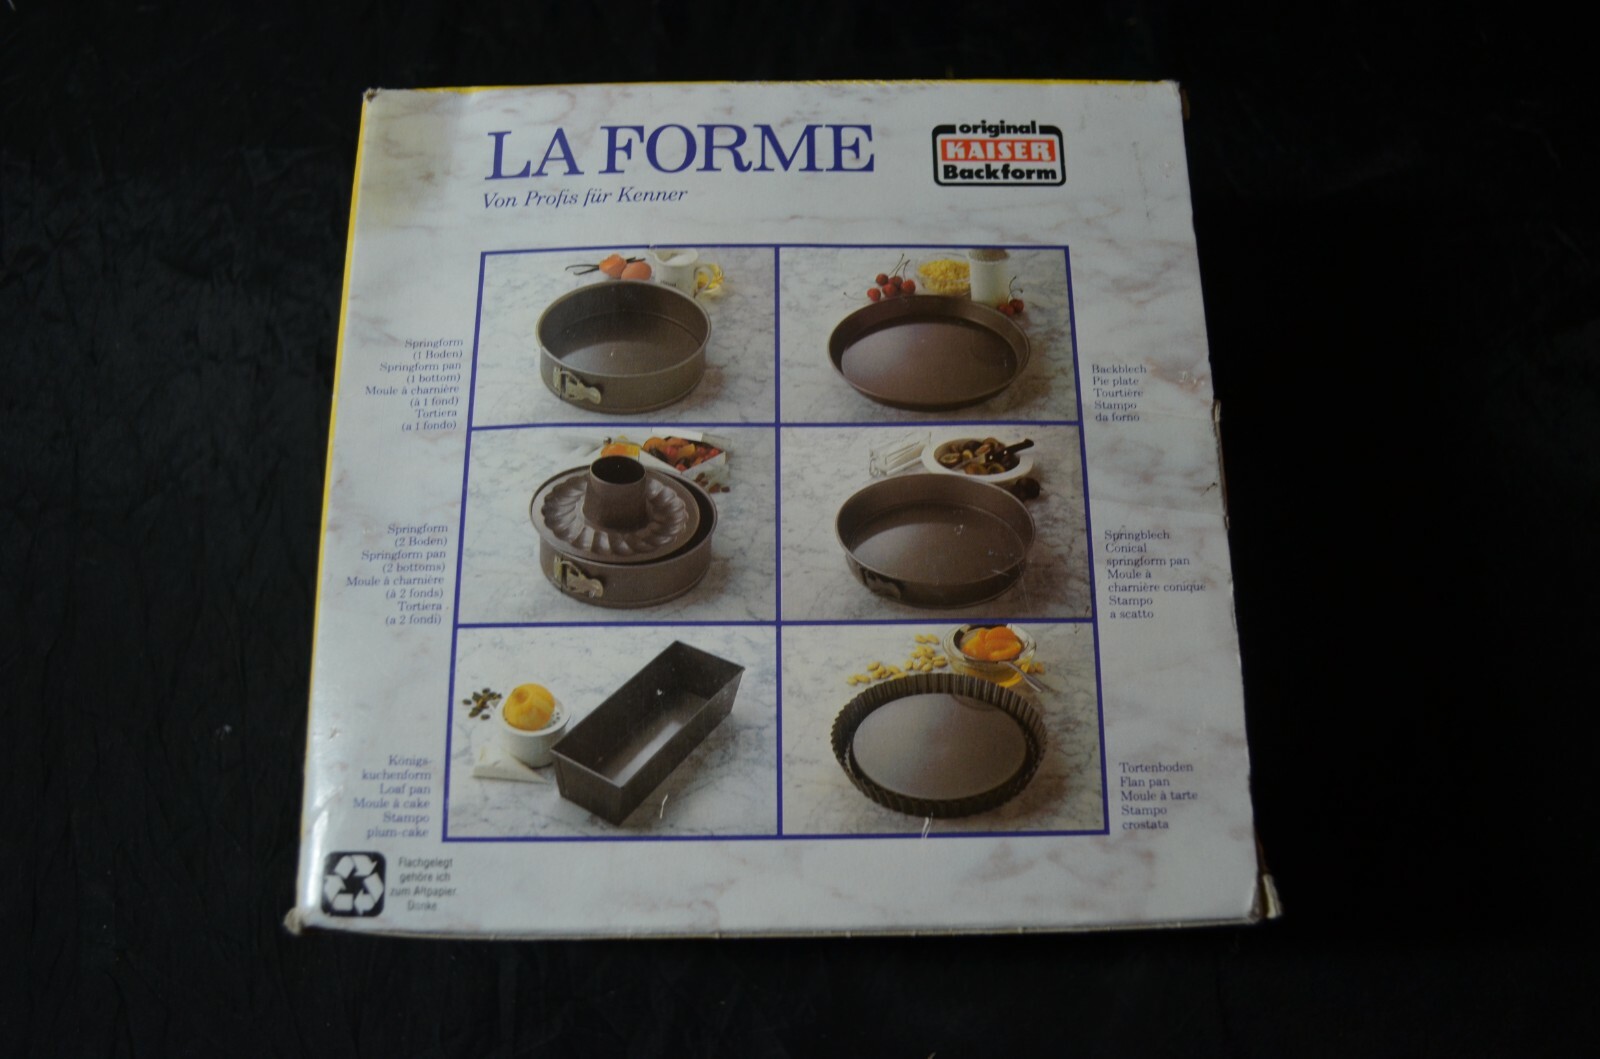 LA FORME
Von Profis für Kenner
original
KAISER
Backform
Springform
(1 Boden)
Springform pan
(1 bottom)
Moule à charnière
(à 1 fond)
Tortiera
(a 1 fondo)
Backblech
Pie plate
Tourtière
Stampo
da forno
Springform
(2 Boden)
Springform pan
(2 bottoms)
Moule à charnière
(à 2 fonds)
Tortiera
(a 2 fondi)
Springblech
Conical
springform pan
Moule à
charnière conique
Stampo
a scatto
Königs-
kuchenform
Loaf pan
Moule à cake
Stampo
plum-cake
Tortenboden
Flan pan
Moule à tarte
Stampo
crostata
Flachgelegt
gehöre ich
zum Altpapier.
Danke